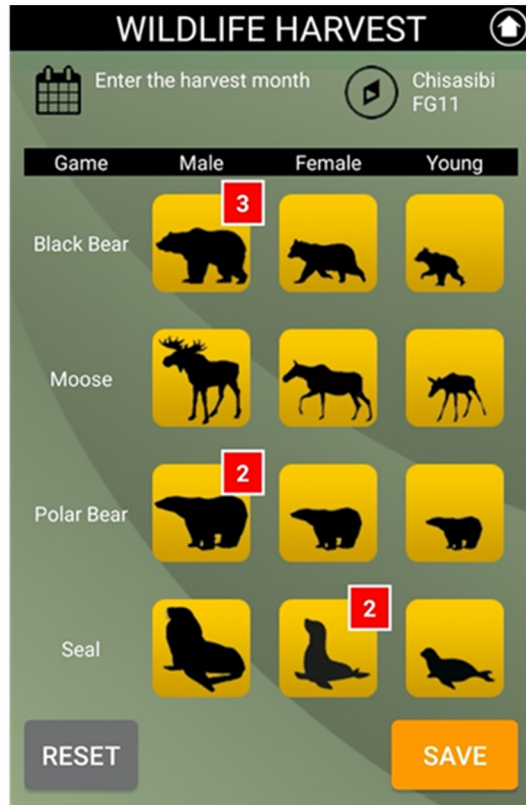 WILDLIFE HARVEST
Enter the harvest month
Chisasibi
FG11
Game Male Female Young
3
Black Bear
Moose
2
Polar Bear
2
Seal
RESET SAVE